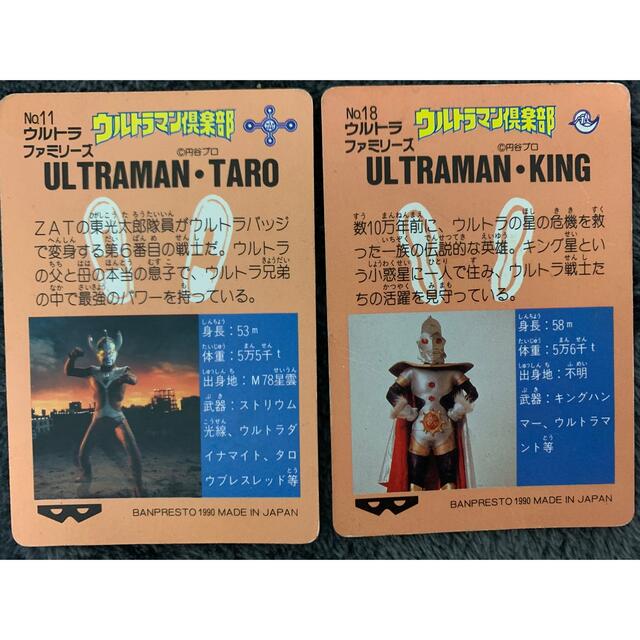 No.11
ウルトラ
ファミリーズ
ウルトラマン倶楽部
©円谷プロ
ULTRAMAN・TARO
ZATの東光太郎隊員がウルトラバッジ
で変身する第6番目の戦士だ。ウルトラ
の父と母の本当の息子で、ウルトラ兄弟
の中で最強のパワーを持っている。
身長：53m
体重：5万5千t
出身地：M78星雲
武器：ストリウム
光線、ウルトラダ
イナマイト、タロ
ウブレスレッド等
BANPRESTO 1990 MADE IN JAPAN
No.18
ウルトラ
ファミリーズ
ウルトラマン倶楽部
©円谷プロ
ULTRAMAN・KING
数10万年前に、ウルトラの星の危機を救
った一族の伝説的な英雄。キング星とい
う小惑星に一人で住み、ウルトラ戦士た
ちの活躍を見守っている。
身長：58m
体重：5万6千t
出身地：不明
武器：キングハン
マー、ウルトラマ
ント等
BANPRESTO 1990 MADE IN JAPAN